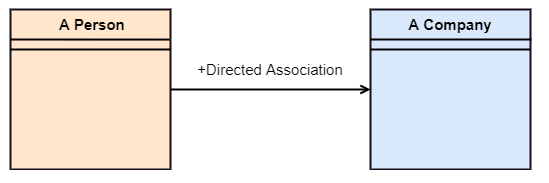 A Person
A Company
+Directed Association